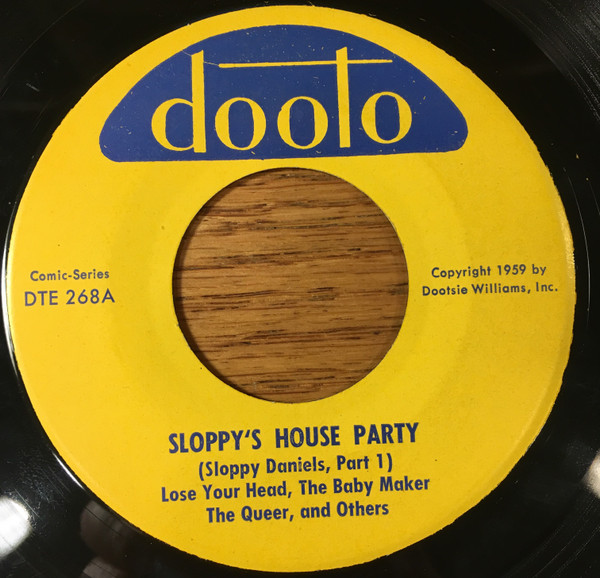 dooto
Comic-Series
DTE 268A
Copyright 1959 by
Dootsie Williams, Inc.
SLOPPY'S HOUSE PARTY
(Sloppy Daniels, Part 1)
Lose Your Head, The Baby Maker
The Queer, and Others